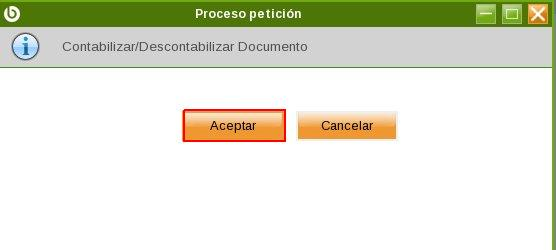 Proceso petición
Contabilizar/Descontabilizar Documento
Aceptar
Cancelar